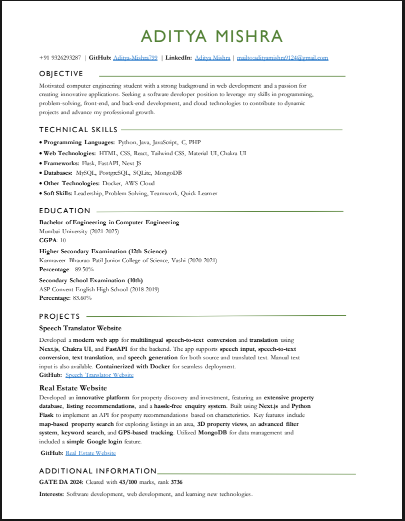 ADITYA MISHRA
+91 9326293287 | GitHub: Aditya-Mishra799 | LinkedIn: Aditya Mishra |
OBJECTIVE
Motivated computer engineering student with a strong background in web development and a passion for
creating innovative applications. Seeking a software developer position to leverage my skills in programming,
problem-solving, front-end, and back-end development, and cloud technologies to contribute to dynamic
projects and advance my professional growth.
TECHNICAL SKILLS
• Programming Languages: Python, Java, JavaScript, C, PHP
• Web Technologies: HTML, CSS, React, Tailwind CSS, Material UI, Chakra UI
• Frameworks: Flask, FastAPI, Next JS
• Databases: MySQL, PostgreSQL, SQLite, MongoDB
• Other Technologies: Docker, AWS Cloud
• Soft Skills: Leadership, Problem Solving, Teamwork, Quick Learner
EDUCATION
Bachelor of Engineering in Computer Engineering
Mumbai University (2021-2025)
CGPA: 10
Higher Secondary Examination (12th Science)
Karmaveer Bhaurao Patil Junior College of Science, Vashi (2020-2021)
Percentage: 89.50%
Secondary School Examination (10th)
ASP Convent English High School (2018-2019)
Percentage: 83.60%
PROJECTS
Speech Translator Website
Developed a modern web app for multilingual speech-to-text conversion and translation using
Next.js, Chakra UI, and FastAPI for the backend. The app supports speech input, speech-to-text
conversion, text translation, and speech generation for both source and translated text. Manual text
input is also available. Containerized with Docker for seamless deployment.
GitHub: Speech Translator Website
Real Estate Website
Developed an innovative platform for property discovery and investment, featuring an extensive property
database, listing recommendations, and a hassle-free enquiry system. Built using Next.js and Python
Flask to implement an API for property recommendations based on characteristics. Key features include
map-based property search for exploring listings in an area, 3D property views, an advanced filter
system, keyword search, and GPS-based tracking. Utilized MongoDB for data management and
included a simple Google login feature.
GitHub: Real Estate Website
ADDITIONAL INFORMATION
GATE DA 2024: Cleared with 43/100 marks, rank 3736
Interests: Software development, web development, and learning new technologies.